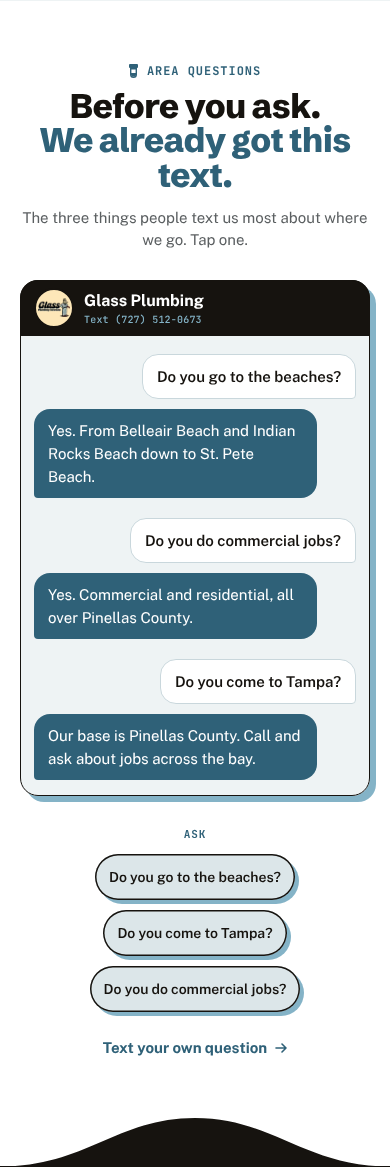 AREA QUESTIONS
Before you ask.
We already got this
text.
The three things people text us most about where
we go. Tap one.
Glass
Glass Plumbing
Text (727) 512-0673
Do you go to the beaches?
Yes. From Belleair Beach and Indian
Rocks Beach down to St. Pete
Beach.
Do you do commercial jobs?
Yes. Commercial and residential, all
over Pinellas County.
Do you come to Tampa?
Our base is Pinellas County. Call and
ask about jobs across the bay.
ASK
Do you go to the beaches?
Do you come to Tampa?
Do you do commercial jobs?
Text your own question →